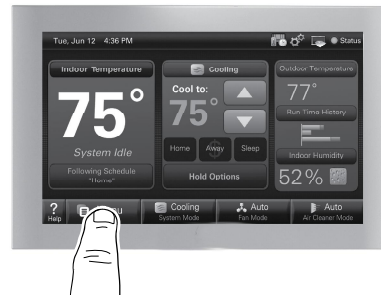 Tue, Jun 12 4:36 PM
Status
Indoor Temperature
75°
System Idle
Following Schedule
"Home"
Cooling
Cool to:
75°
Home Away Sleep
Hold Options
Outdoor Temperature
77°
Run Time History
Indoor Humidity
52%
?
Help
Cooling
System Mode
Auto
Fan Mode
Auto
Air Cleaner Mode